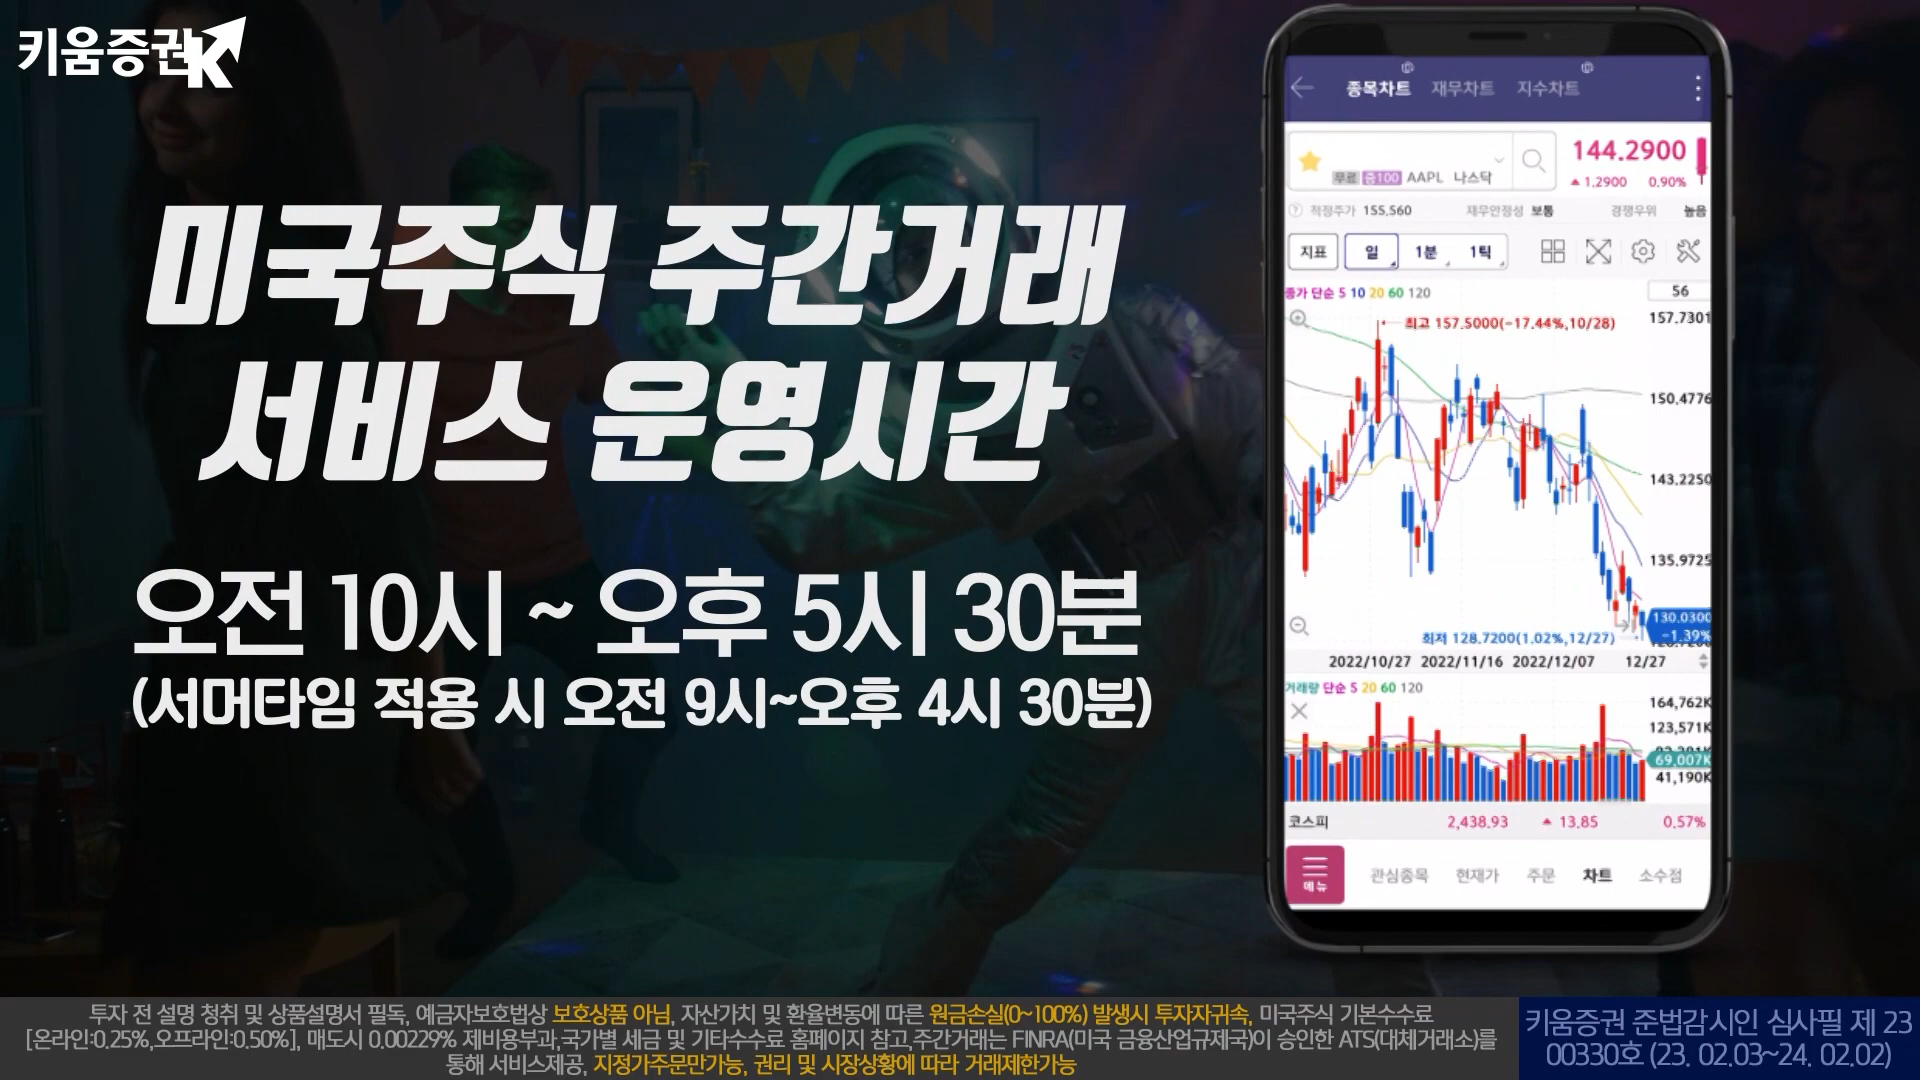 키움증권K
미국주식 주간거래
서비스 운영시간
오전 10시 ~ 오후 5시 30분
(서머타임 적용 시 오전 9시~오후 4시 30분)
종목차트 재무차트 지수차트
무료 증100 AAPL 나스닥
144.2900
▲ 1.2900 0.90%
적정주가 155.560 재무안정성 보통 경쟁우위 높음
지표 일 1분 1틱
종가 단순 5 10 20 60 120
56
157.7301
최고 157.5000(-17.44%,10/28)
150.4776
143.2250
135.9725
130.0300
-1.39%
최저 128.7200(1.02%,12/27)
2022/10/27 2022/11/16 2022/12/07 12/27
거래량 단순 5 20 60 120
164,762K
123,571K
69,007K
41,190K
코스피 2,438.93 ▲ 13.85 0.57%
메뉴 관심종목 현재가 주문 차트 소수점
투자 전 설명 청취 및 상품설명서 필독, 예금자보호법상 보호상품 아님, 자산가치 및 환율변동에 따른 원금손실(0~100%) 발생시 투자자귀속, 미국주식 기본수수료
[온라인:0.25%,오프라인:0.50%], 매도시 0.00229% 제비용부과,국가별 세금 및 기타수수료 홈페이지 참고,주간거래는 FINRA(미국 금융산업규제국)이 승인한 ATS(대체거래소)를
통해 서비스제공, 지정가주문만가능, 권리 및 시장상황에 따라 거래제한가능
키움증권 준법감시인 심사필 제 23
00330호 (23. 02.03~24. 02.02)